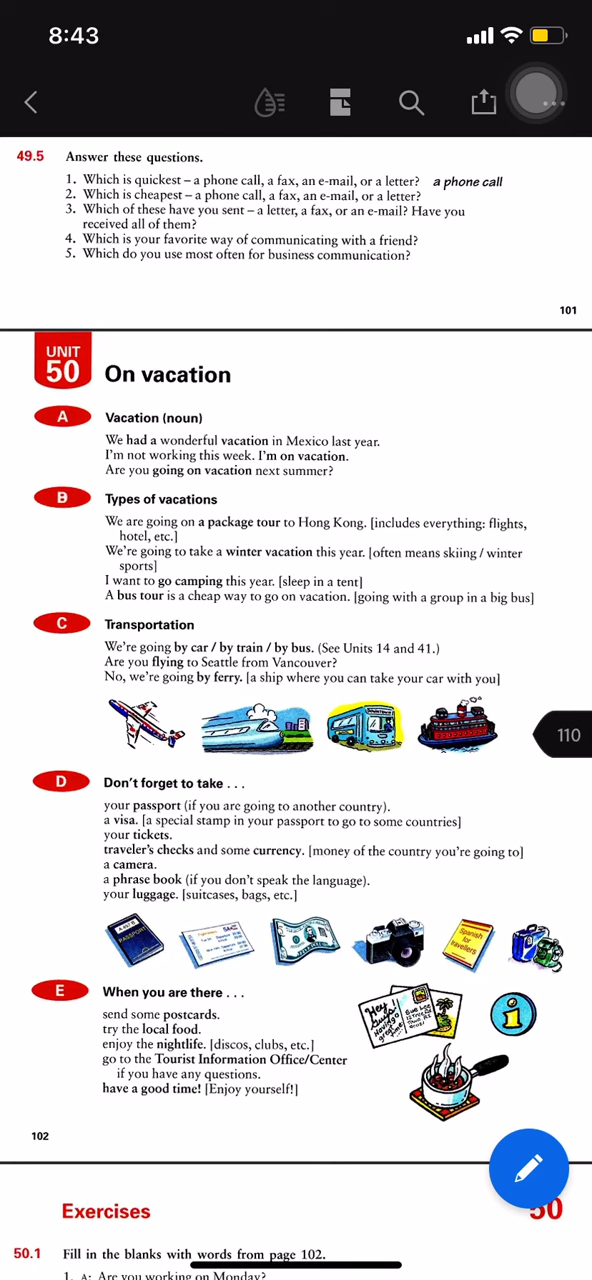 8:43
49.5 Answer these questions.
1. Which is quickest – a phone call, a fax, an e-mail, or a letter? a phone call
2. Which is cheapest – a phone call, a fax, an e-mail, or a letter?
3. Which of these have you sent – a letter, a fax, or an e-mail? Have you
received all of them?
4. Which is your favorite way of communicating with a friend?
5. Which do you use most often for business communication?
101
UNIT
50 On vacation
A Vacation (noun)
We had a wonderful vacation in Mexico last year.
I'm not working this week. I'm on vacation.
Are you going on vacation next summer?
B Types of vacations
We are going on a package tour to Hong Kong. [includes everything: flights,
hotel, etc.]
We're going to take a winter vacation this year. [often means skiing / winter
sports]
I want to go camping this year. [sleep in a tent]
A bus tour is a cheap way to go on vacation. [going with a group in a big bus]
C Transportation
We're going by car / by train / by bus. (See Units 14 and 41.)
Are you flying to Seattle from Vancouver?
No, we're going by ferry. [a ship where you can take your car with you]
110
D Don't forget to take . . .
your passport (if you are going to another country).
a visa. [a special stamp in your passport to go to some countries]
your tickets.
traveler's checks and some currency. [money of the country you're going to]
a camera.
a phrase book (if you don't speak the language).
your luggage. [suitcases, bags, etc.]
PASSPORT
Spanish
for
travellers
E When you are there . . .
send some postcards.
try the local food.
enjoy the nightlife. [discos, clubs, etc.]
go to the Tourist Information Office/Center
if you have any questions.
have a good time! [Enjoy yourself!]
Hey
Guys!!
Having a
great
time
i
102
Exercises
50
50.1 Fill in the blanks with words from page 102.
1. A: Are you working on Monday?